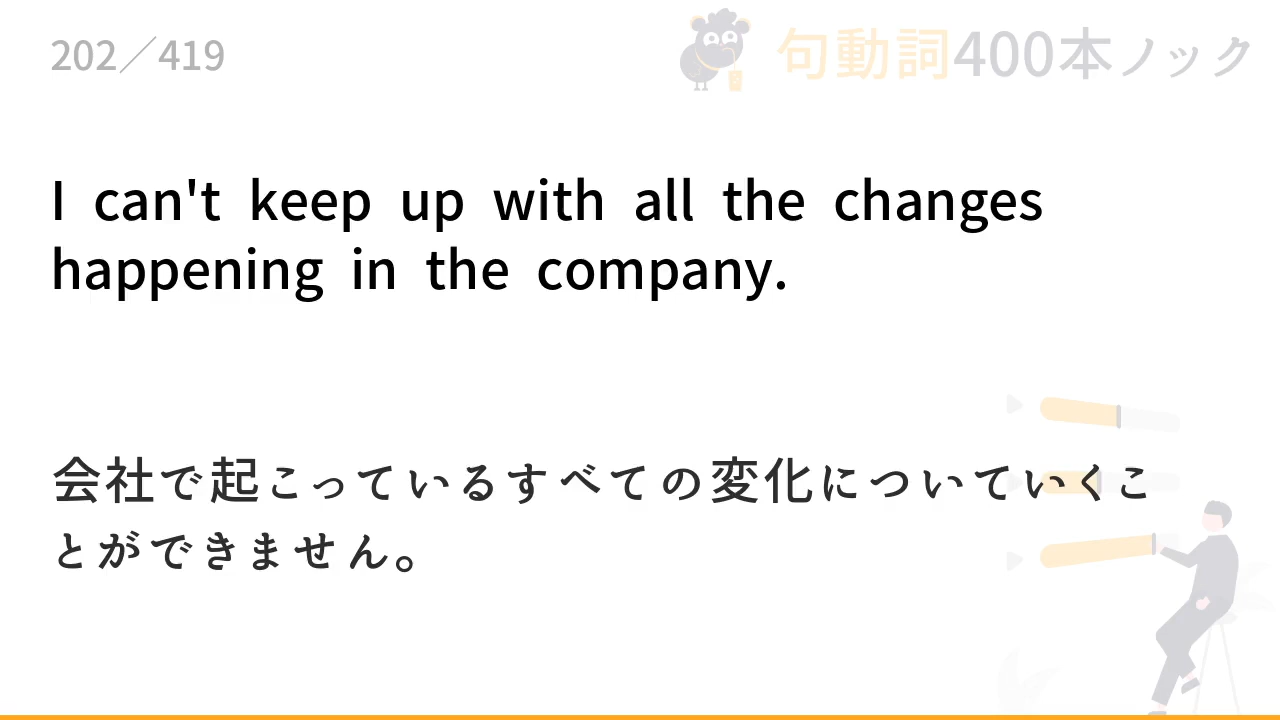 202／419
句動詞400本ノック
I can't keep up with all the changes
happening in the company.
会社で起こっているすべての変化についていくこ
とができません。